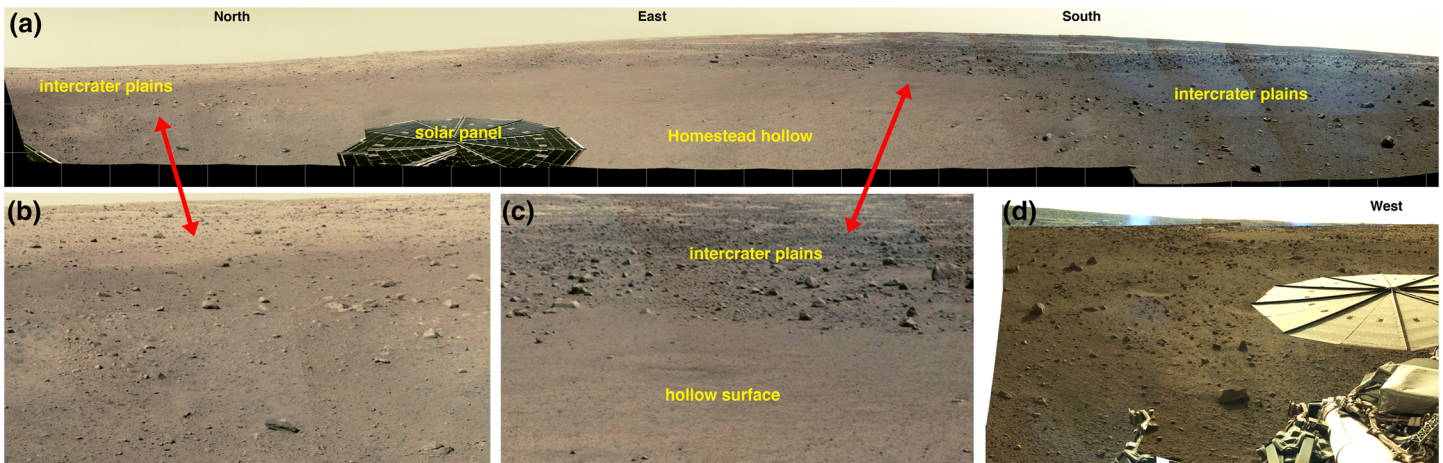 (a)
North
East
South
intercrater plains
solar panel
Homestead hollow
intercrater plains
(b)
(c)
intercrater plains
hollow surface
(d)
West